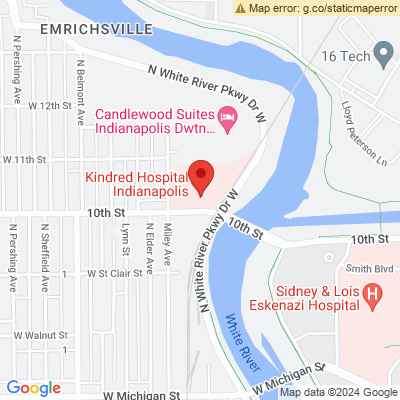 Map error: g.co/staticmaperror
EMRICHSVILLE
N White River Pkwy Dr W
16 Tech
N Pershing Ave
N Belmont Ave
W 12th St
Candlewood Suites
Indianapolis Dwtn...
Lloyd Peterson Ln
W 11th St
Kindred Hospital
Indianapolis
10th St
10th St
10th St
N Pershing Ave
N Sheffield Ave
Lynn St
N Elder Ave
Miley Ave
N White River Pkwy Dr W
W St Clair St
Smith Blvd
Sidney & Lois
Eskenazi Hospital
H
White River
W Walnut St
W Michigan St
W Michigan St
Google
Map data ©2024 Google